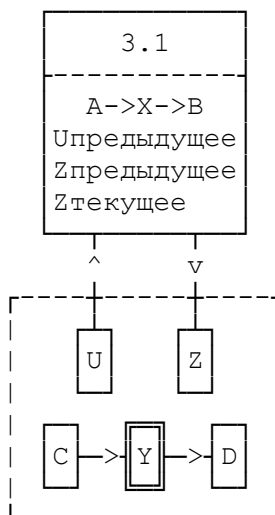 3.1
A->X->B
Uпредыдущее
Zпредыдущее
Zтекущее
^ v
U Z
C > Y > D